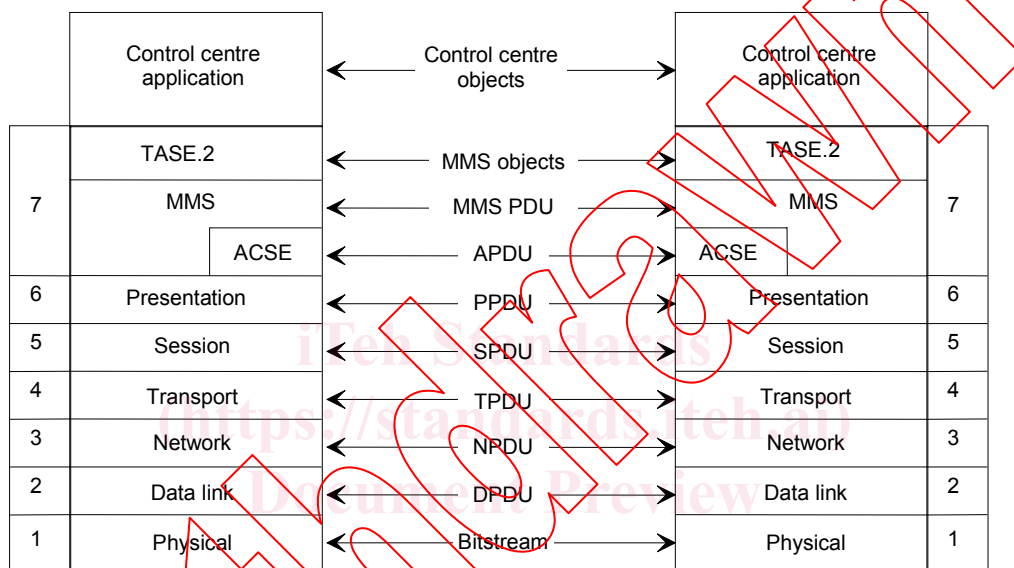 Control centre application
Control centre objects
Control centre application
TASE.2
MMS objects
TASE.2
7
MMS
MMS PDU
MMS
7
ACSE
APDU
ACSE
6
Presentation
PPDU
Presentation
6
5
Session
SPDU
Session
5
4
Transport
TPDU
Transport
4
3
Network
NPDU
Network
3
2
Data link
DPDU
Data link
2
1
Physical
Bitstream
Physical
1
iTeh Standards
(https://standards.iteh.ai)
Document Preview